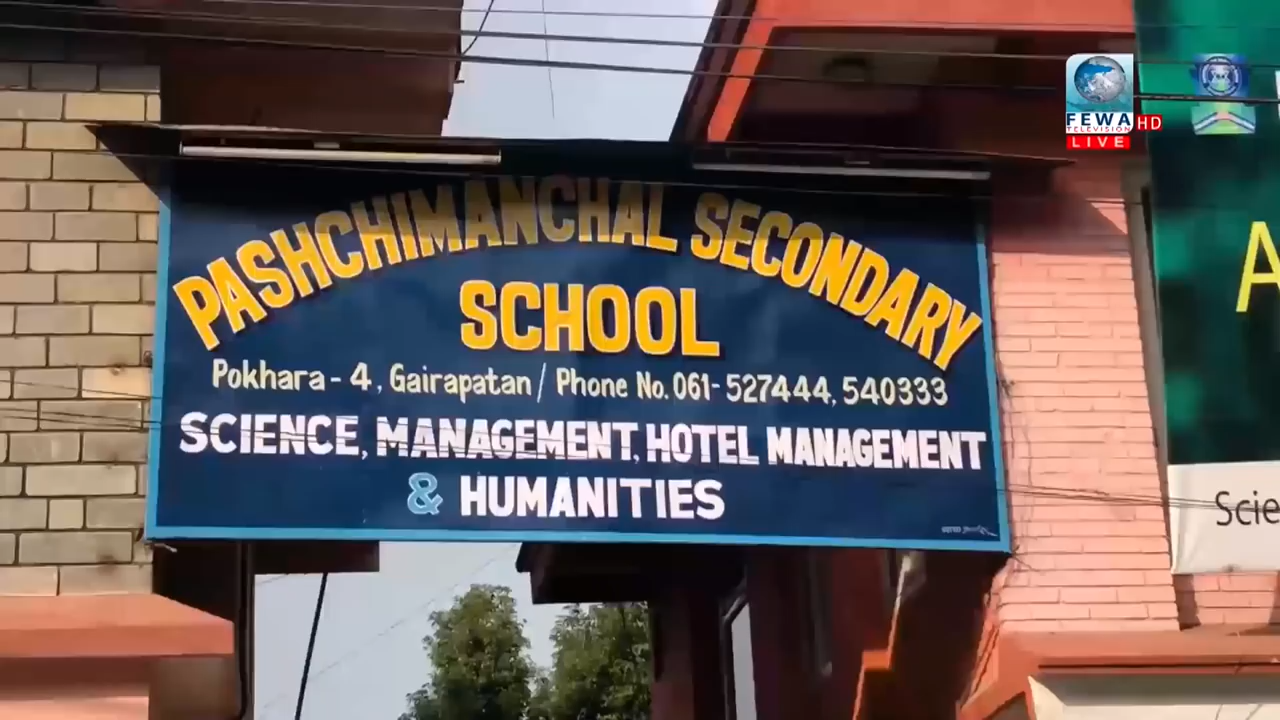 FEWA HD
TELEVISION
LIVE
PASHCHIMANCHAL SECONDARY
SCHOOL
Pokhara - 4, Gairapatan / Phone No. 061- 527444, 540333
SCIENCE, MANAGEMENT, HOTEL MANAGEMENT
& HUMANITIES
A
Scie